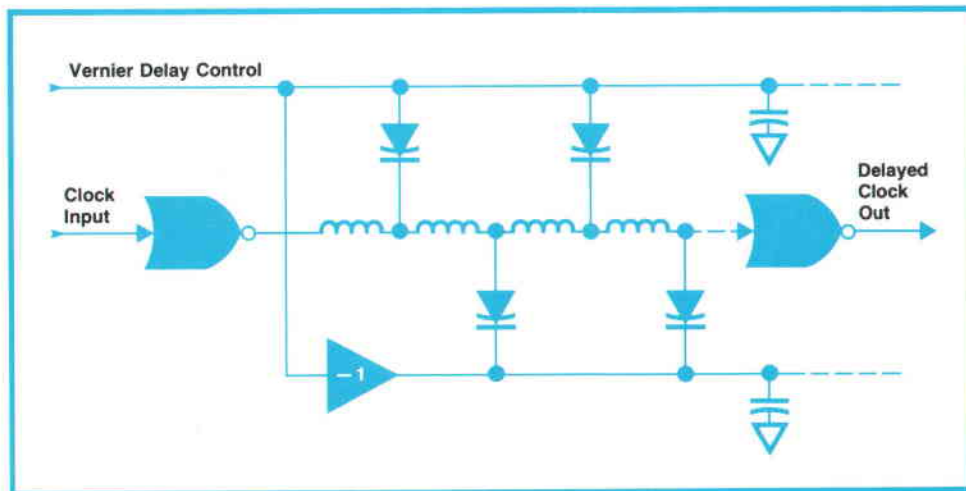 Vernier Delay Control
Clock
Input
Delayed
Clock
Out
−1